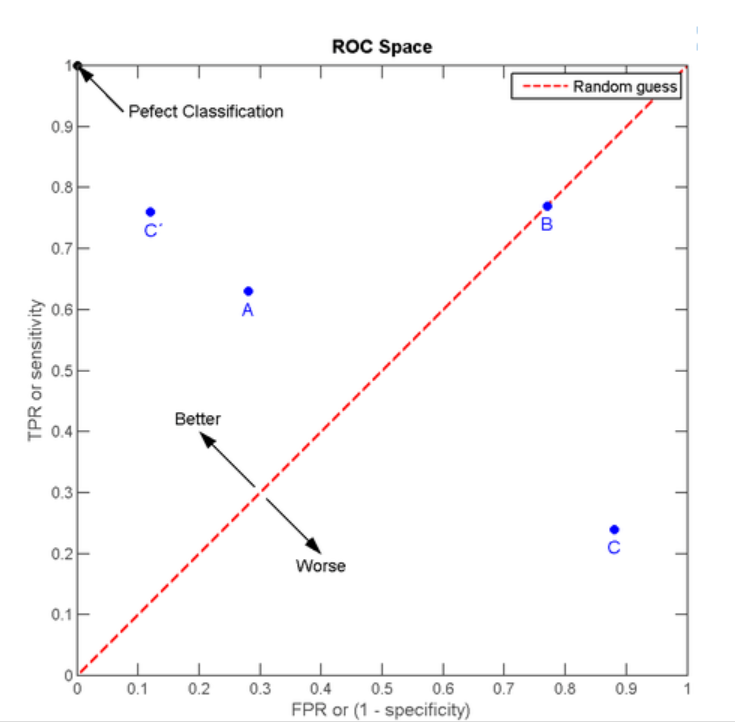 ROC Space
1
Random guess
Pefect Classification
0.9
0.8
C´
B
0.7
A
0.6
TPR or sensitivity
0.5
Better
0.4
0.3
C
0.2
Worse
0.1
0
0 0.1 0.2 0.3 0.4 0.5 0.6 0.7 0.8 0.9 1
FPR or (1 - specificity)